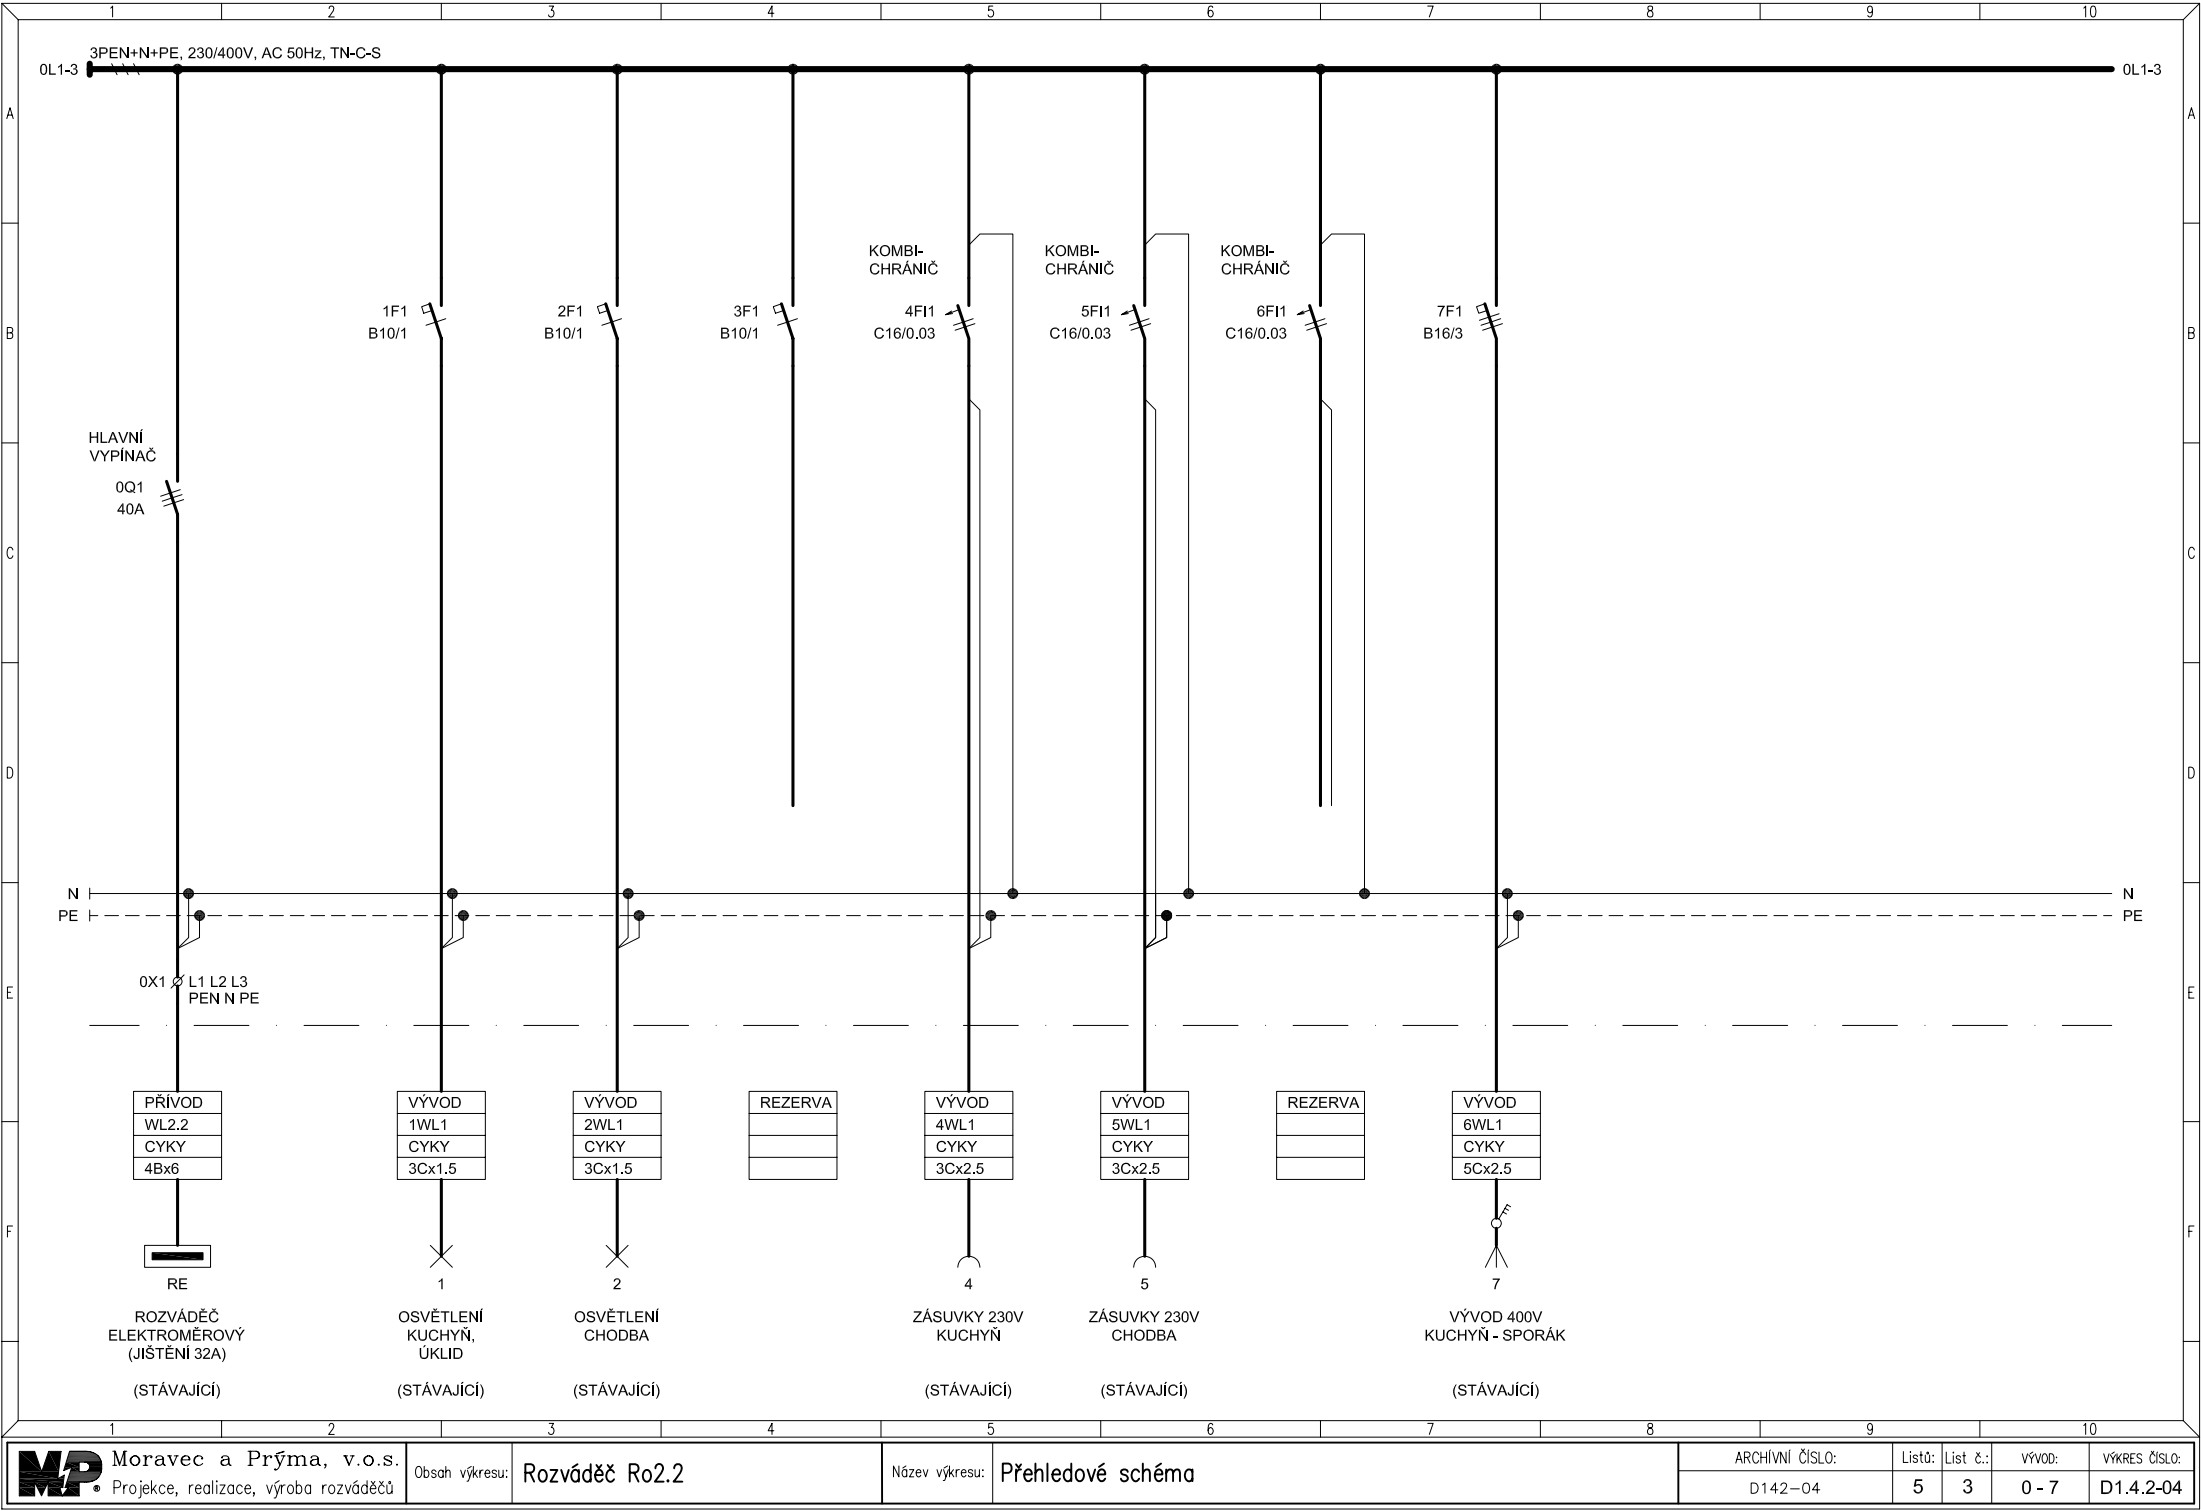 1 2 3 4 5 6 7 8 9 10
3PEN+N+PE, 230/400V, AC 50Hz, TN-C-S
0L1-3 0L1-3
A A
KOMBI-
CHRÁNIČ
KOMBI-
CHRÁNIČ
KOMBI-
CHRÁNIČ
1F1
B10/1
2F1
B10/1
3F1
B10/1
4FI1
C16/0.03
5FI1
C16/0.03
6FI1
C16/0.03
7F1
B16/3
B B
HLAVNÍ
VYPÍNAČ
0Q1
40A
C C
D D
N N
PE PE
0X1 L1 L2 L3
PEN N PE
E E
PŘÍVOD
WL2.2
CYKY
4Bx6
VÝVOD
1WL1
CYKY
3Cx1.5
VÝVOD
2WL1
CYKY
3Cx1.5
REZERVA
VÝVOD
4WL1
CYKY
3Cx2.5
VÝVOD
5WL1
CYKY
3Cx2.5
REZERVA
VÝVOD
6WL1
CYKY
5Cx2.5
F F
RE
ROZVÁDĚČ
ELEKTROMĚROVÝ
(JIŠTĚNÍ 32A)
(STÁVAJÍCÍ)
1
OSVĚTLENÍ
KUCHYŇ,
ÚKLID
(STÁVAJÍCÍ)
2
OSVĚTLENÍ
CHODBA
(STÁVAJÍCÍ)
4
ZÁSUVKY 230V
KUCHYŇ
(STÁVAJÍCÍ)
5
ZÁSUVKY 230V
CHODBA
(STÁVAJÍCÍ)
7
VÝVOD 400V
KUCHYŇ - SPORÁK
(STÁVAJÍCÍ)
1 2 3 4 5 6 7 8 9 10
MP
Moravec a Prýma, v.o.s.
Projekce, realizace, výroba rozváděčů
Obsah výkresu: Rozváděč Ro2.2
Název výkresu: Přehledové schéma
ARCHÍVNÍ ČÍSLO:
D142-04
Listů:
5
List č.:
3
VÝVOD:
0 - 7
VÝKRES ČÍSLO:
D1.4.2-04